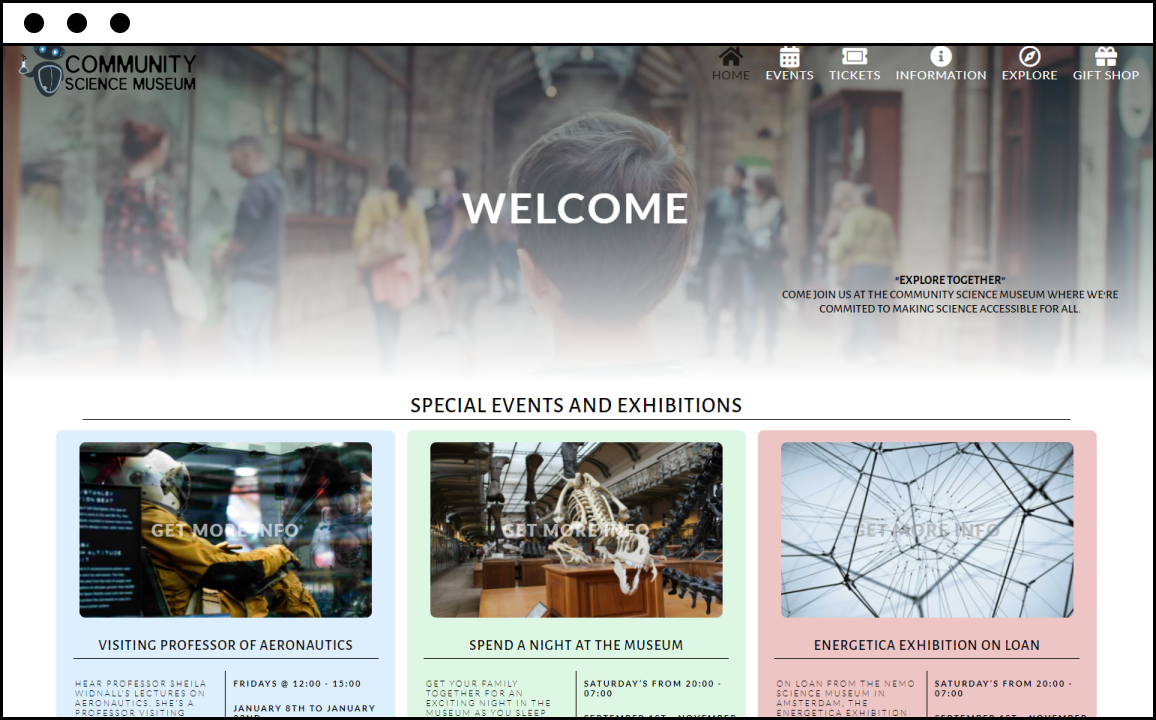 COMMUNITY
SCIENCE MUSEUM
HOME EVENTS TICKETS INFORMATION EXPLORE GIFT SHOP
WELCOME
"EXPLORE TOGETHER"
COME JOIN US AT THE COMMUNITY SCIENCE MUSEUM WHERE WE'RE
COMMITED TO MAKING SCIENCE ACCESSIBLE FOR ALL.
SPECIAL EVENTS AND EXHIBITIONS
GET MORE INFO
GET MORE INFO
GET MORE INFO
VISITING PROFESSOR OF AERONAUTICS
HEAR PROFESSOR SHEILA
WIDNALL'S LECTURES ON
AERONAUTICS. SHE'S A
PROFESSOR VISITING
FRIDAYS @ 12:00 - 15:00
JANUARY 8TH TO JANUARY
SPEND A NIGHT AT THE MUSEUM
GET YOUR FAMILY
TOGETHER FOR AN
EXCITING NIGHT IN THE
MUSEUM AS YOU SLEEP
SATURDAY'S FROM 20:00 -
07:00
SEPTEMBER 1ST - NOVEMBER
ENERGETICA EXHIBITION ON LOAN
ON LOAN FROM THE NEMO
SCIENCE MUSEUM IN
AMSTERDAM, THE
ENERGETICA EXHIBITION
SATURDAY'S FROM 20:00 -
07:00
SEPTEMBER 1ST - NOVEMBER